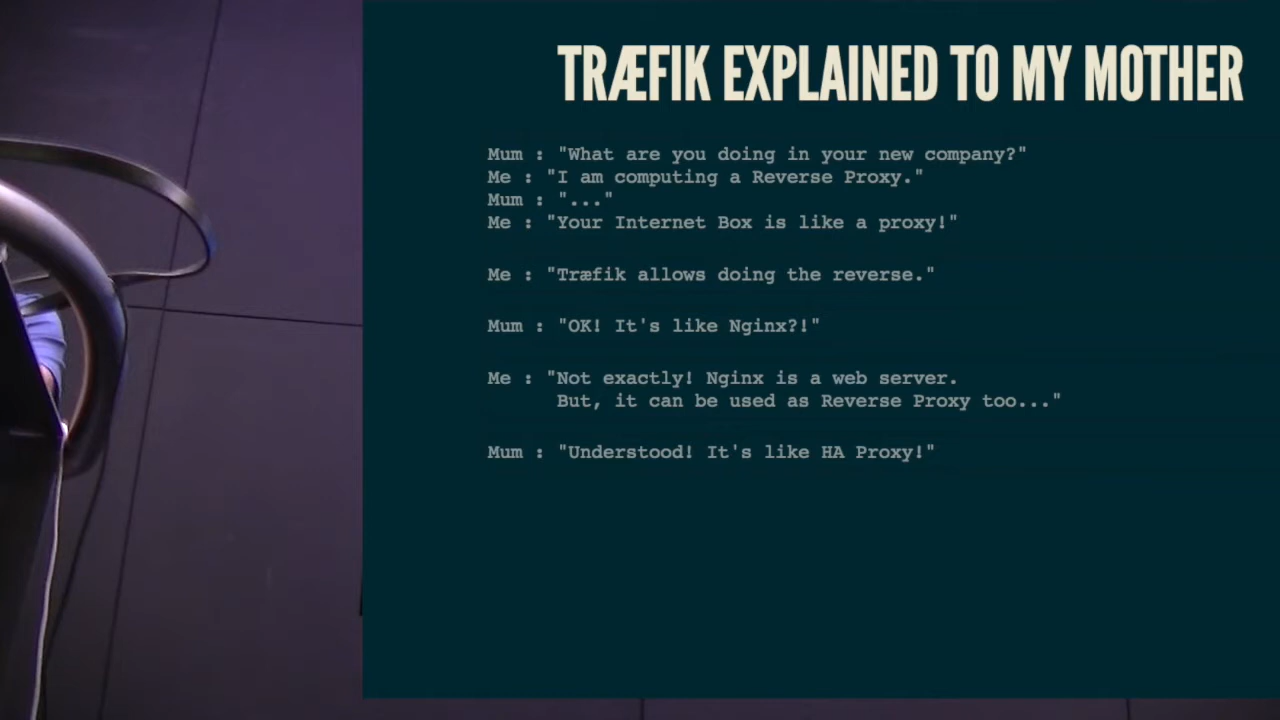 TRÆFIK EXPLAINED TO MY MOTHER
Mum : "What are you doing in your new company?"
Me : "I am computing a Reverse Proxy."
Mum : "..."
Me : "Your Internet Box is like a proxy!"
Me : "Træfik allows doing the reverse."
Mum : "OK! It's like Nginx?!"
Me : "Not exactly! Nginx is a web server.
But, it can be used as Reverse Proxy too..."
Mum : "Understood! It's like HA Proxy!"